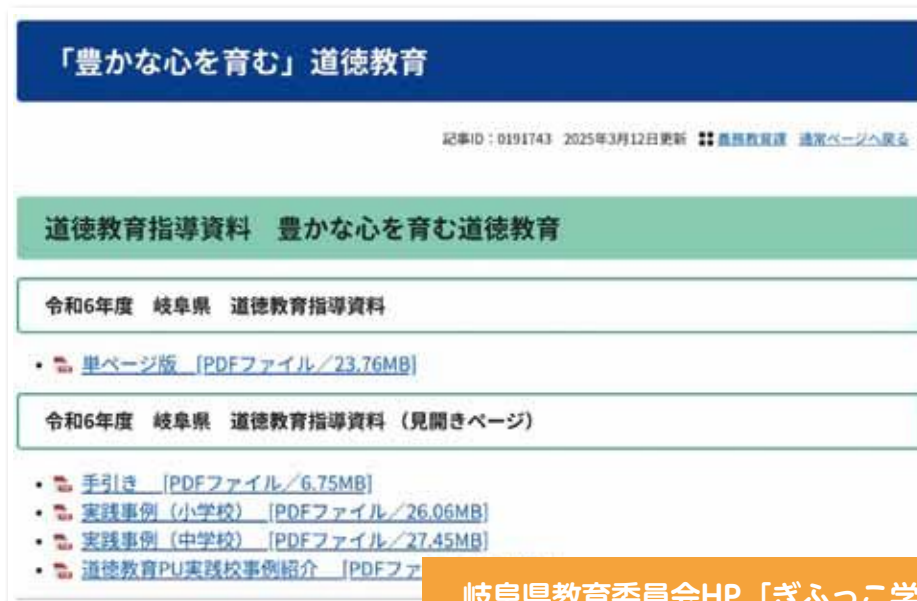 「豊かな心を育む」道徳教育
記事ID：0191743 2025年3月12日更新 義務教育課 通常ページへ戻る
道徳教育指導資料 豊かな心を育む道徳教育
令和6年度 岐阜県 道徳教育指導資料
・ 単ページ版 [PDFファイル／23.76MB]
令和6年度 岐阜県 道徳教育指導資料（見開きページ）
・ 手引き [PDFファイル／6.75MB]
・ 実践事例（小学校） [PDFファイル／26.06MB]
・ 実践事例（中学校） [PDFファイル／27.45MB]
・ 道徳教育PU実践校事例紹介 [PDFファ
岐阜県教育委員会HP「ぎふっこ学